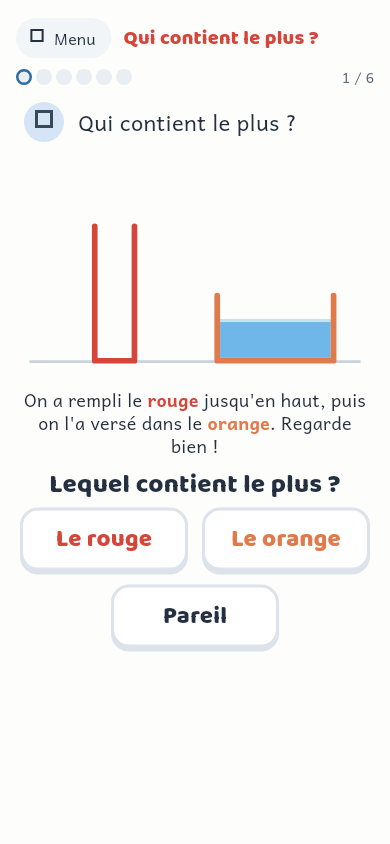 Menu
Qui contient le plus ?
1 / 6
Qui contient le plus ?
On a rempli le rouge jusqu'en haut, puis
on l'a versé dans le orange. Regarde
bien !
Lequel contient le plus ?
Le rouge
Le orange
Pareil